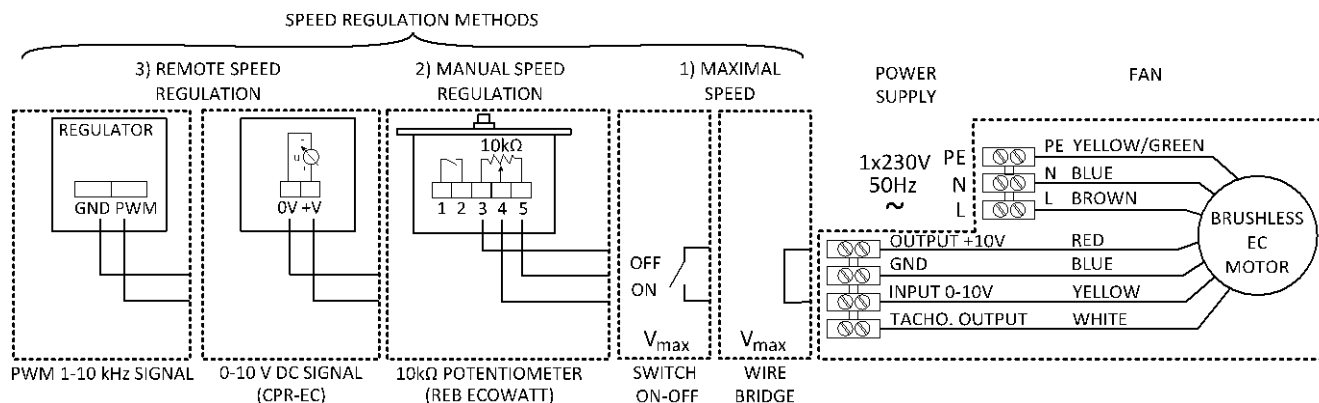 SPEED REGULATION METHODS
3) REMOTE SPEED
REGULATION
2) MANUAL SPEED
REGULATION
1) MAXIMAL
SPEED
POWER
SUPPLY
FAN
REGULATOR
GND PWM
u
0V +V
10kΩ
1 2 3 4 5
OFF
ON
Vmax
Vmax
1x230V
50Hz
~
PE
N
L
PE YELLOW/GREEN
N BLUE
L BROWN
OUTPUT +10V RED
GND BLUE
INPUT 0-10V YELLOW
TACHO. OUTPUT WHITE
BRUSHLESS
EC
MOTOR
PWM 1-10 kHz SIGNAL
0-10 V DC SIGNAL
(CPR-EC)
10kΩ POTENTIOMETER
(REB ECOWATT)
SWITCH
ON-OFF
WIRE
BRIDGE